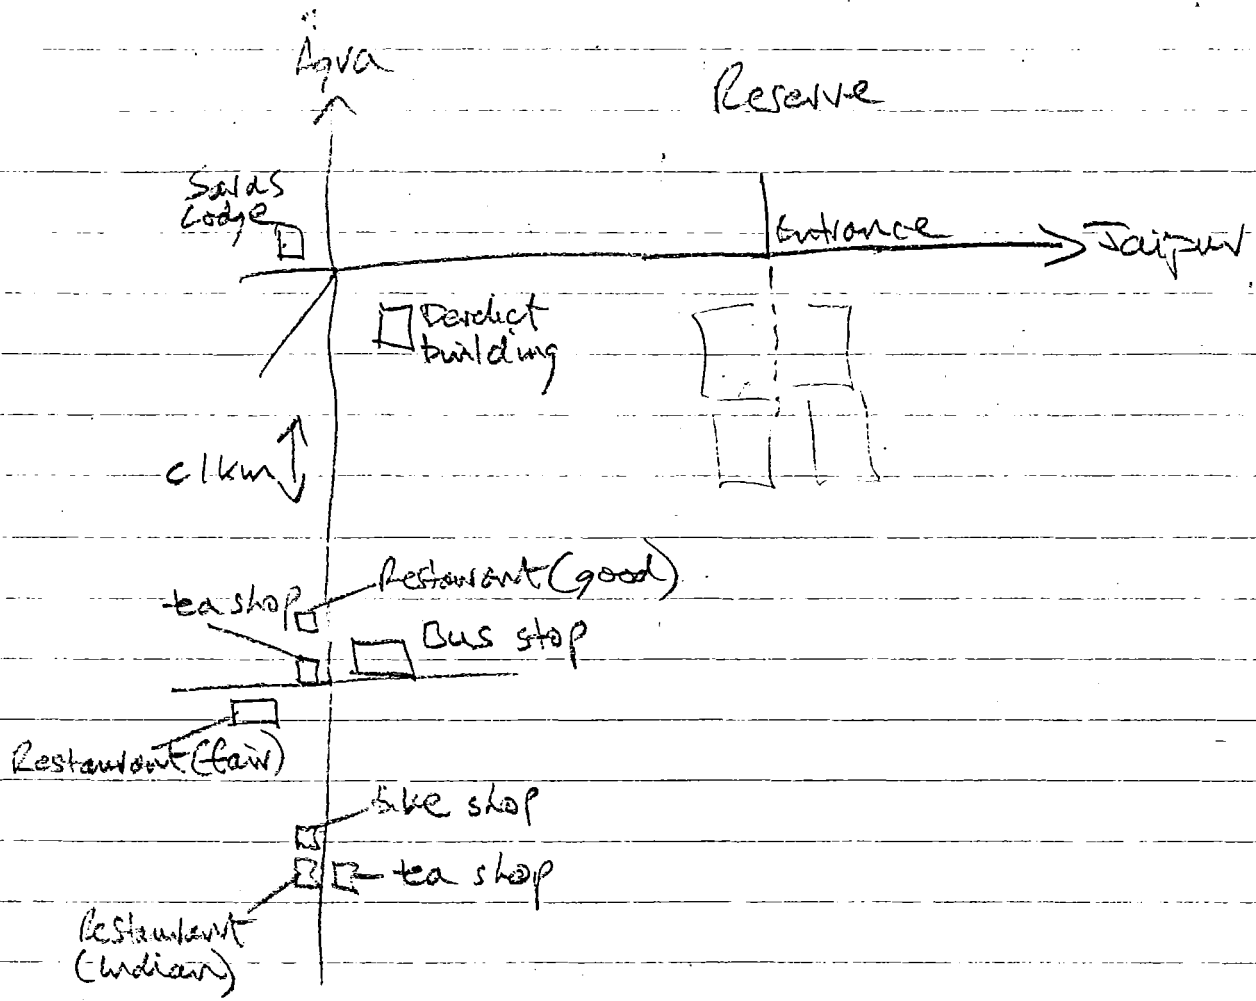 Agra
Reserve
Saras
Lodge
Entrance
Jaipur
Derelict
building
c1km
Restaurant (good)
tea shop
Bus stop
Restaurant (fair)
bike shop
tea shop
Restaurant
(Indian)